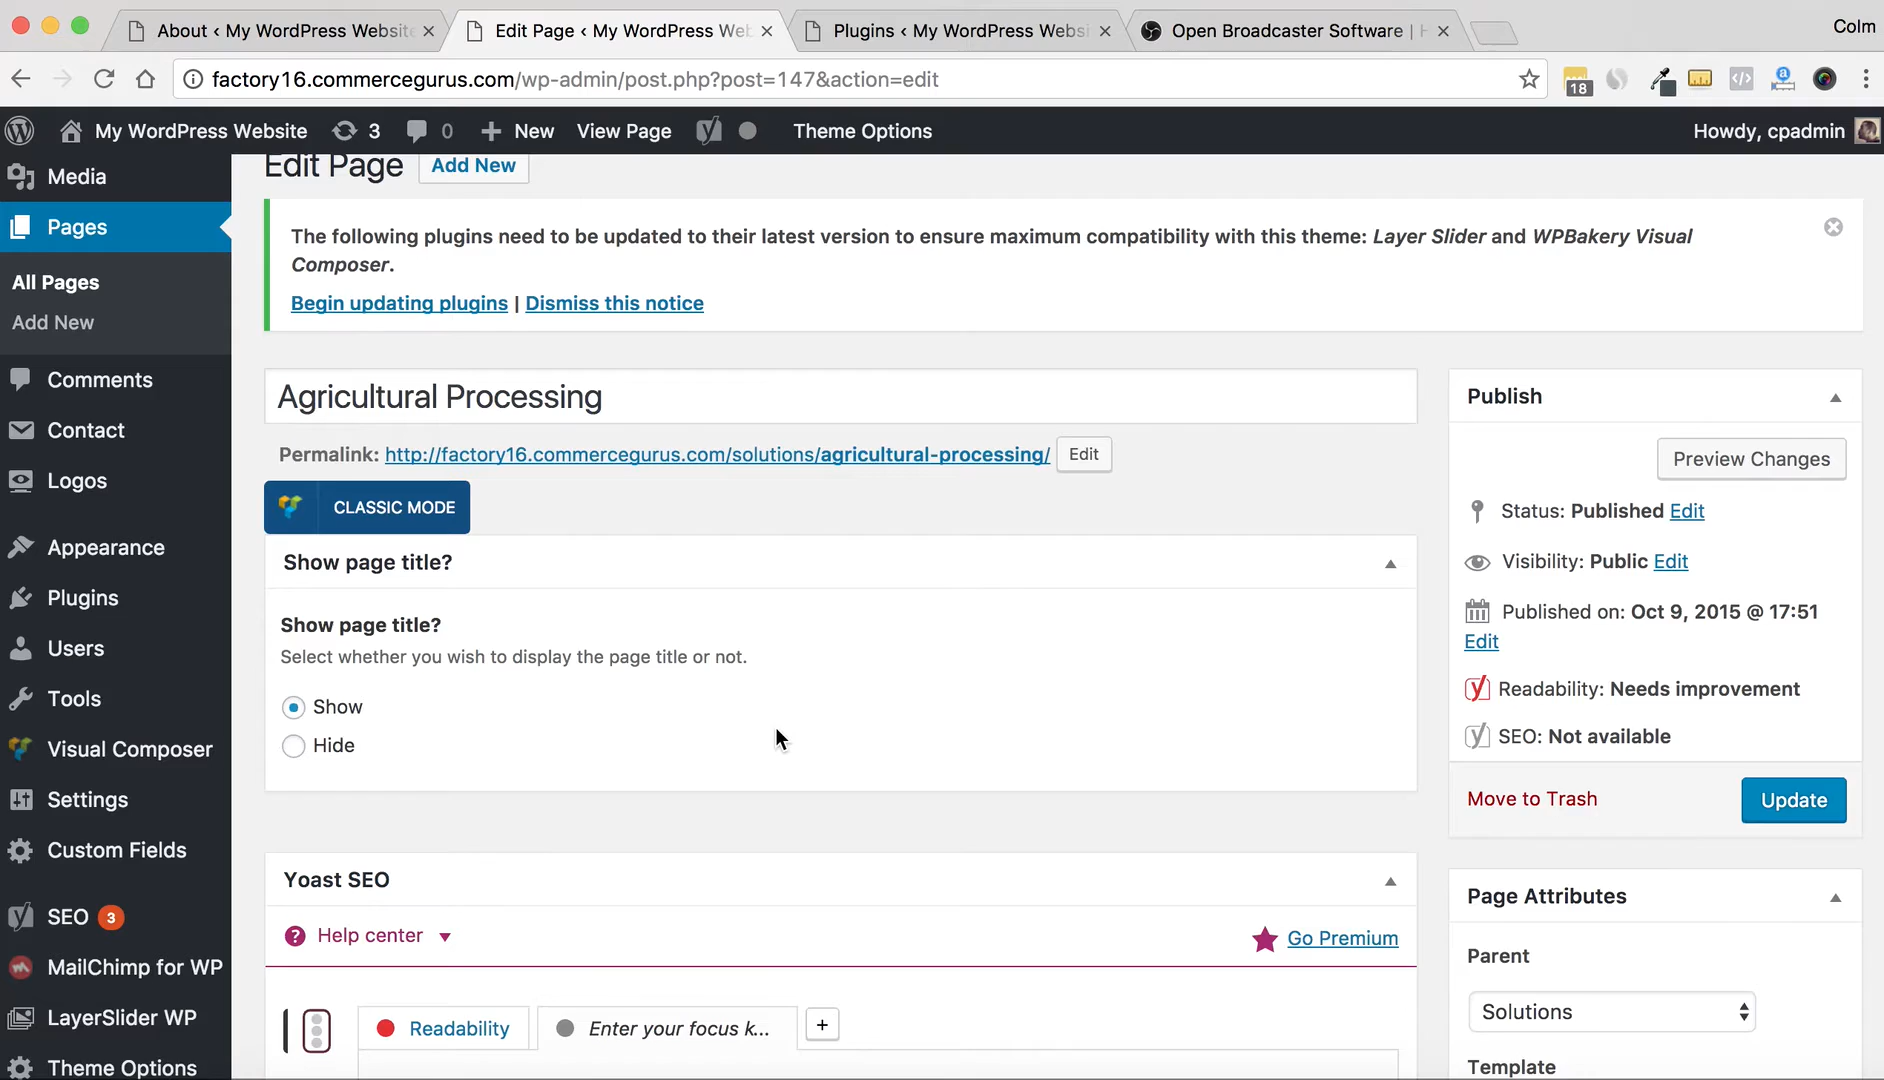 About ‹ My WordPress Website
Edit Page ‹ My WordPress Web
Plugins ‹ My WordPress Websi
Open Broadcaster Software |
Colm
factory16.commercegurus.com/wp-admin/post.php?post=147&action=edit
18
My WordPress Website
3
0
New
View Page
Theme Options
Howdy, cpadmin
Media
Pages
All Pages
Add New
Comments
Contact
Logos
Appearance
Plugins
Users
Tools
Visual Composer
Settings
Custom Fields
SEO 3
MailChimp for WP
LayerSlider WP
Theme Options
Edit Page
Add New
The following plugins need to be updated to their latest version to ensure maximum compatibility with this theme: Layer Slider and WPBakery Visual
Composer.
Begin updating plugins | Dismiss this notice
Agricultural Processing
Permalink: http://factory16.commercegurus.com/solutions/agricultural-processing/ Edit
CLASSIC MODE
Show page title?
Show page title?
Select whether you wish to display the page title or not.
Show
Hide
Yoast SEO
Help center
Go Premium
Readability
Enter your focus k...
+
Publish
Preview Changes
Status: Published Edit
Visibility: Public Edit
Published on: Oct 9, 2015 @ 17:51
Edit
Readability: Needs improvement
SEO: Not available
Move to Trash
Update
Page Attributes
Parent
Solutions
Template